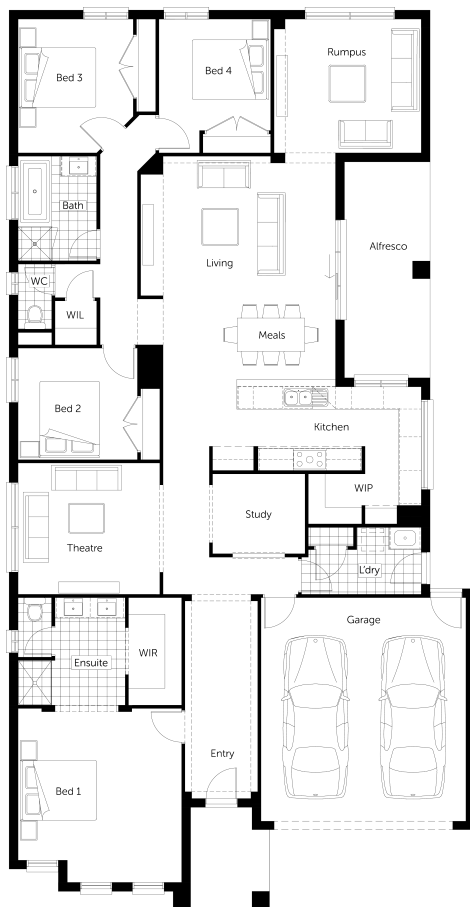 Bed 3
Bed 4
Rumpus
Bath
Alfresco
Living
WC
WIL
Meals
Bed 2
Kitchen
WIP
Study
Theatre
L'dry
Garage
Ensuite
WIR
Entry
Bed 1